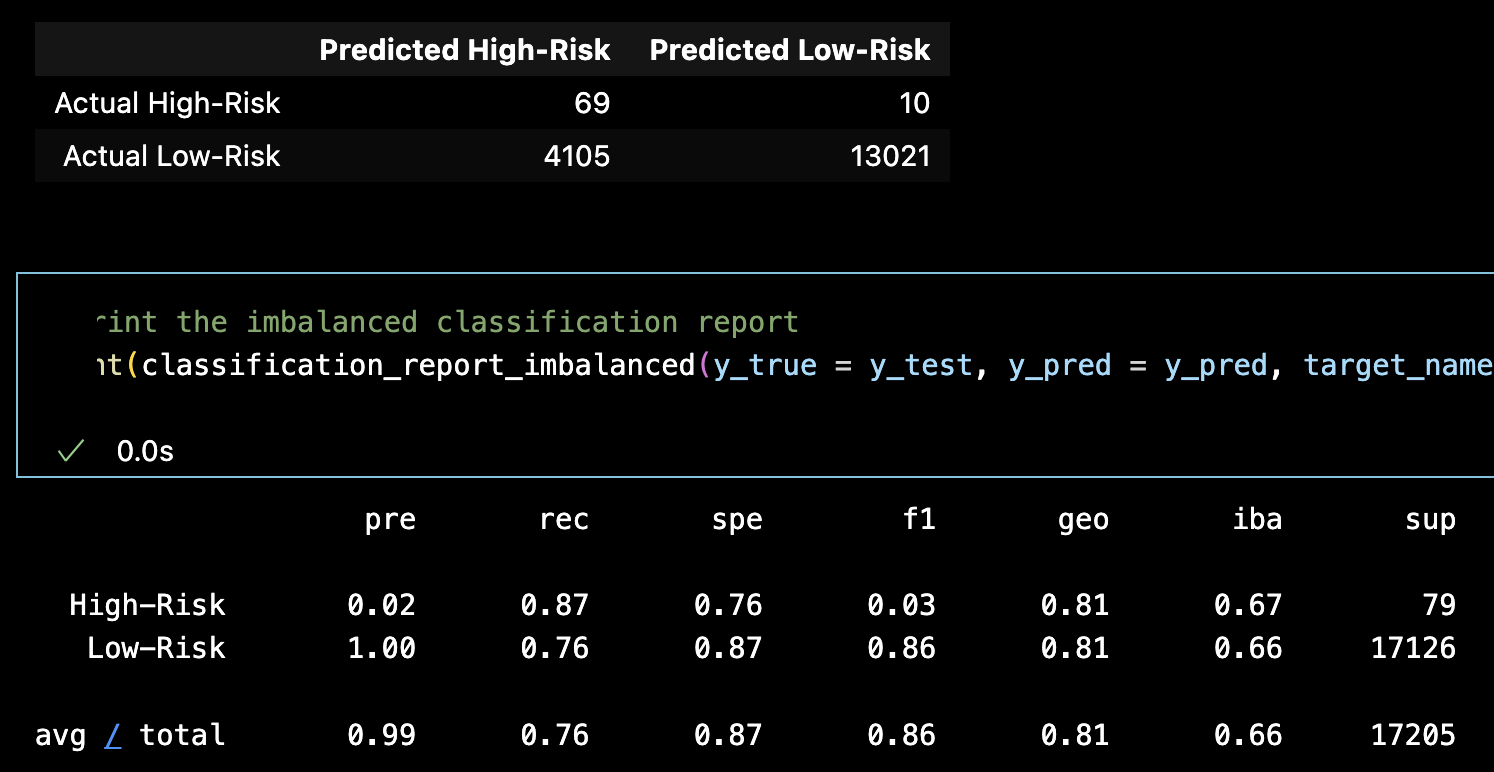 Predicted High-Risk Predicted Low-Risk
Actual High-Risk 69 10
Actual Low-Risk 4105 13021
rint the imbalanced classification report
nt(classification_report_imbalanced(y_true = y_test, y_pred = y_pred, target_name
0.0s
pre rec spe f1 geo iba sup
High-Risk 0.02 0.87 0.76 0.03 0.81 0.67 79
Low-Risk 1.00 0.76 0.87 0.86 0.81 0.66 17126
avg / total 0.99 0.76 0.87 0.86 0.81 0.66 17205